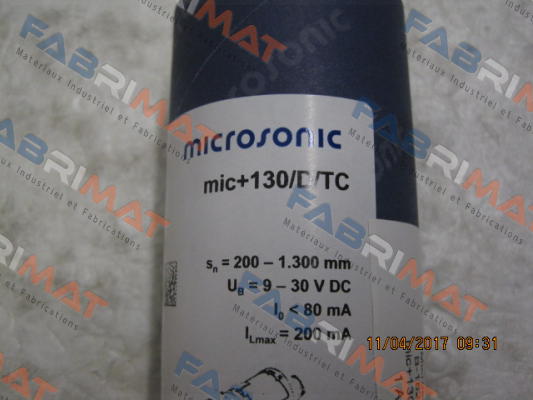 microsonic
microsonic
mic+130/D/TC
sn = 200 – 1.300 mm
UB = 9 – 30 V DC
I0 < 80 mA
ILmax = 200 mA
11/04/2017 09:31
FABRIMAT
Materiaux Industriel et Fabrications